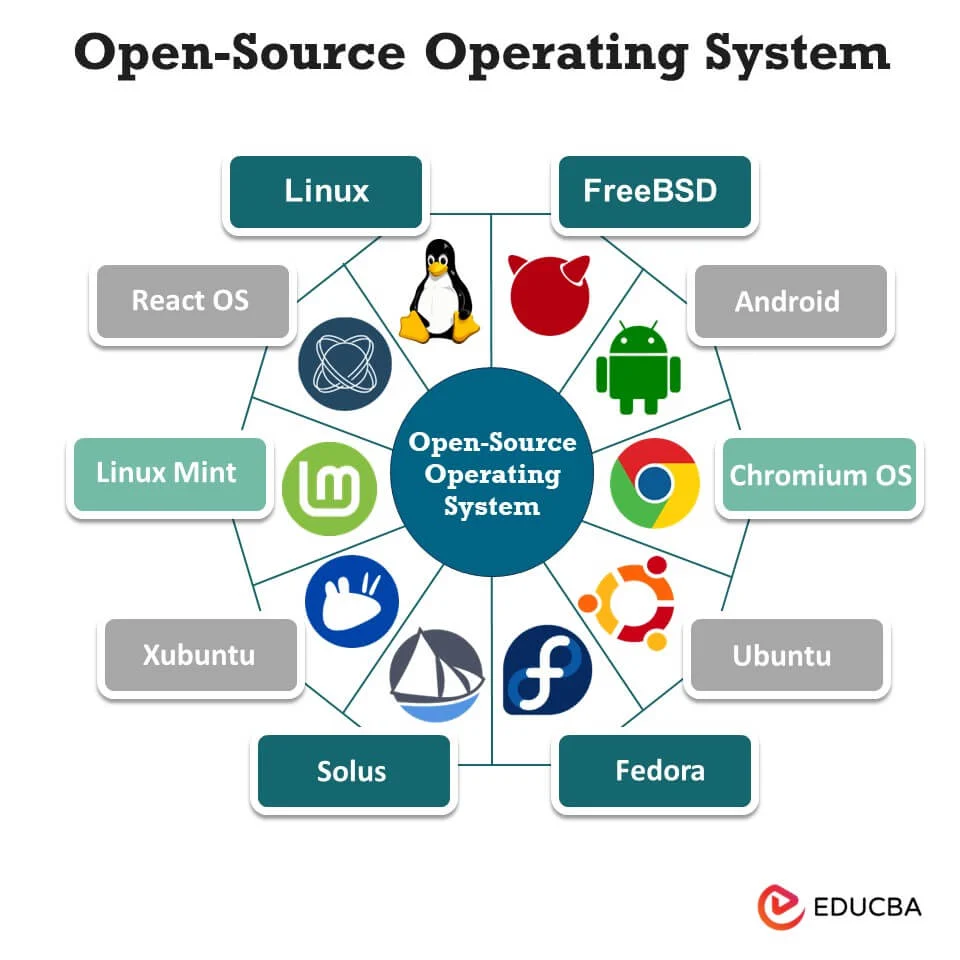 Open-Source Operating System
Linux
FreeBSD
React OS
Android
Open-Source
Operating
System
Linux Mint
lm
Chromium OS
Xubuntu
Ubuntu
Solus
Fedora
EDUCBA